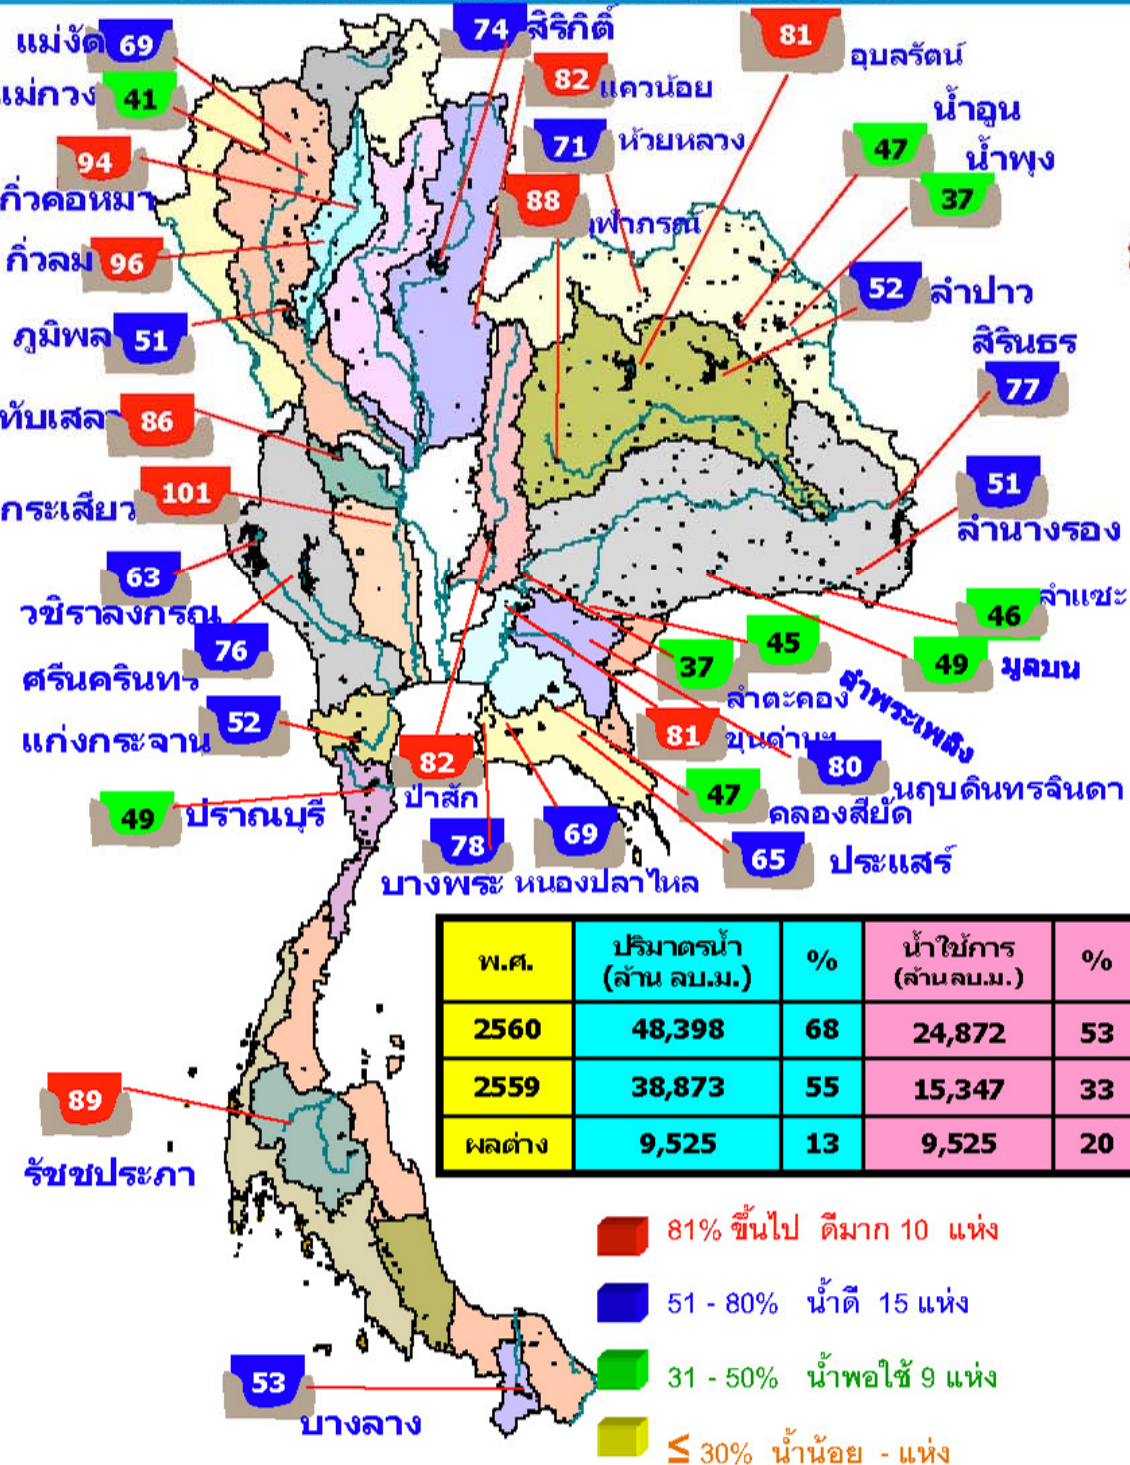 แม่งัด 69
แม่กวง 41
94
กิ่วคอหมา
กิ่วลม 96
ภูมิพล 51
ทับเสลา 86
กระเสียว 101
63
วชิราลงกรณ
76
ศรีนครินทร
แก่งกระจาน 52
49 ปราณบุรี
74 สิริกิติ์
82 แควน้อย
71 ห้วยหลวง
88
ุฬาภรณ์
81
อุบลรัตน์
น้ำอูน
47
น้ำพุง
37
52 ลำปาว
สิรินธร
77
51
ลำนางรอง
46 ลำแซะ
49 มูลบน
45
ลำพระเพลิง
37
ลำตะคอง
81 ขุนด่านฯ
80
นฤบดินทรจินดา
47
คลองสียัด
65 ประแสร์
82
ป่าสัก
78
บางพระ
69
หนองปลาไหล
พ.ศ. ปริมาตรน้ำ (ล้าน ลบ.ม.) % น้ำใช้การ (ล้านลบ.ม.) %
2560 48,398 68 24,872 53
2559 38,873 55 15,347 33
ผลต่าง 9,525 13 9,525 20
89
รัชชประภา
53
บางลาง
81% ขึ้นไป ดีมาก 10 แห่ง
51 - 80% น้ำดี 15 แห่ง
31 - 50% น้ำพอใช้ 9 แห่ง
≤ 30% น้ำน้อย - แห่ง